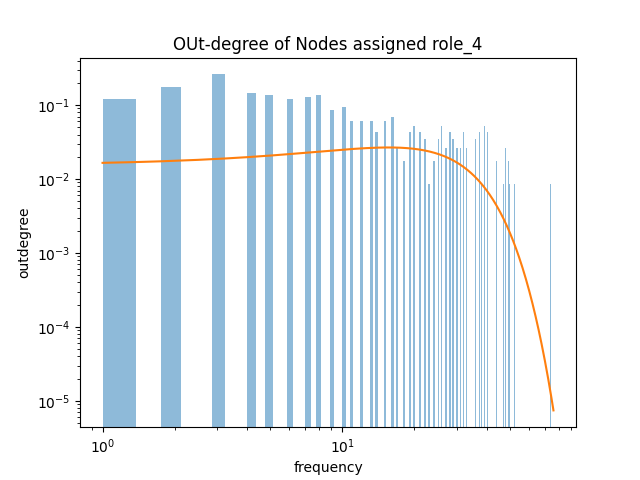 OUt-degree of Nodes assigned role_4
outdegree
10⁻¹
10⁻²
10⁻³
10⁻⁴
10⁻⁵
10⁰ 10¹
frequency